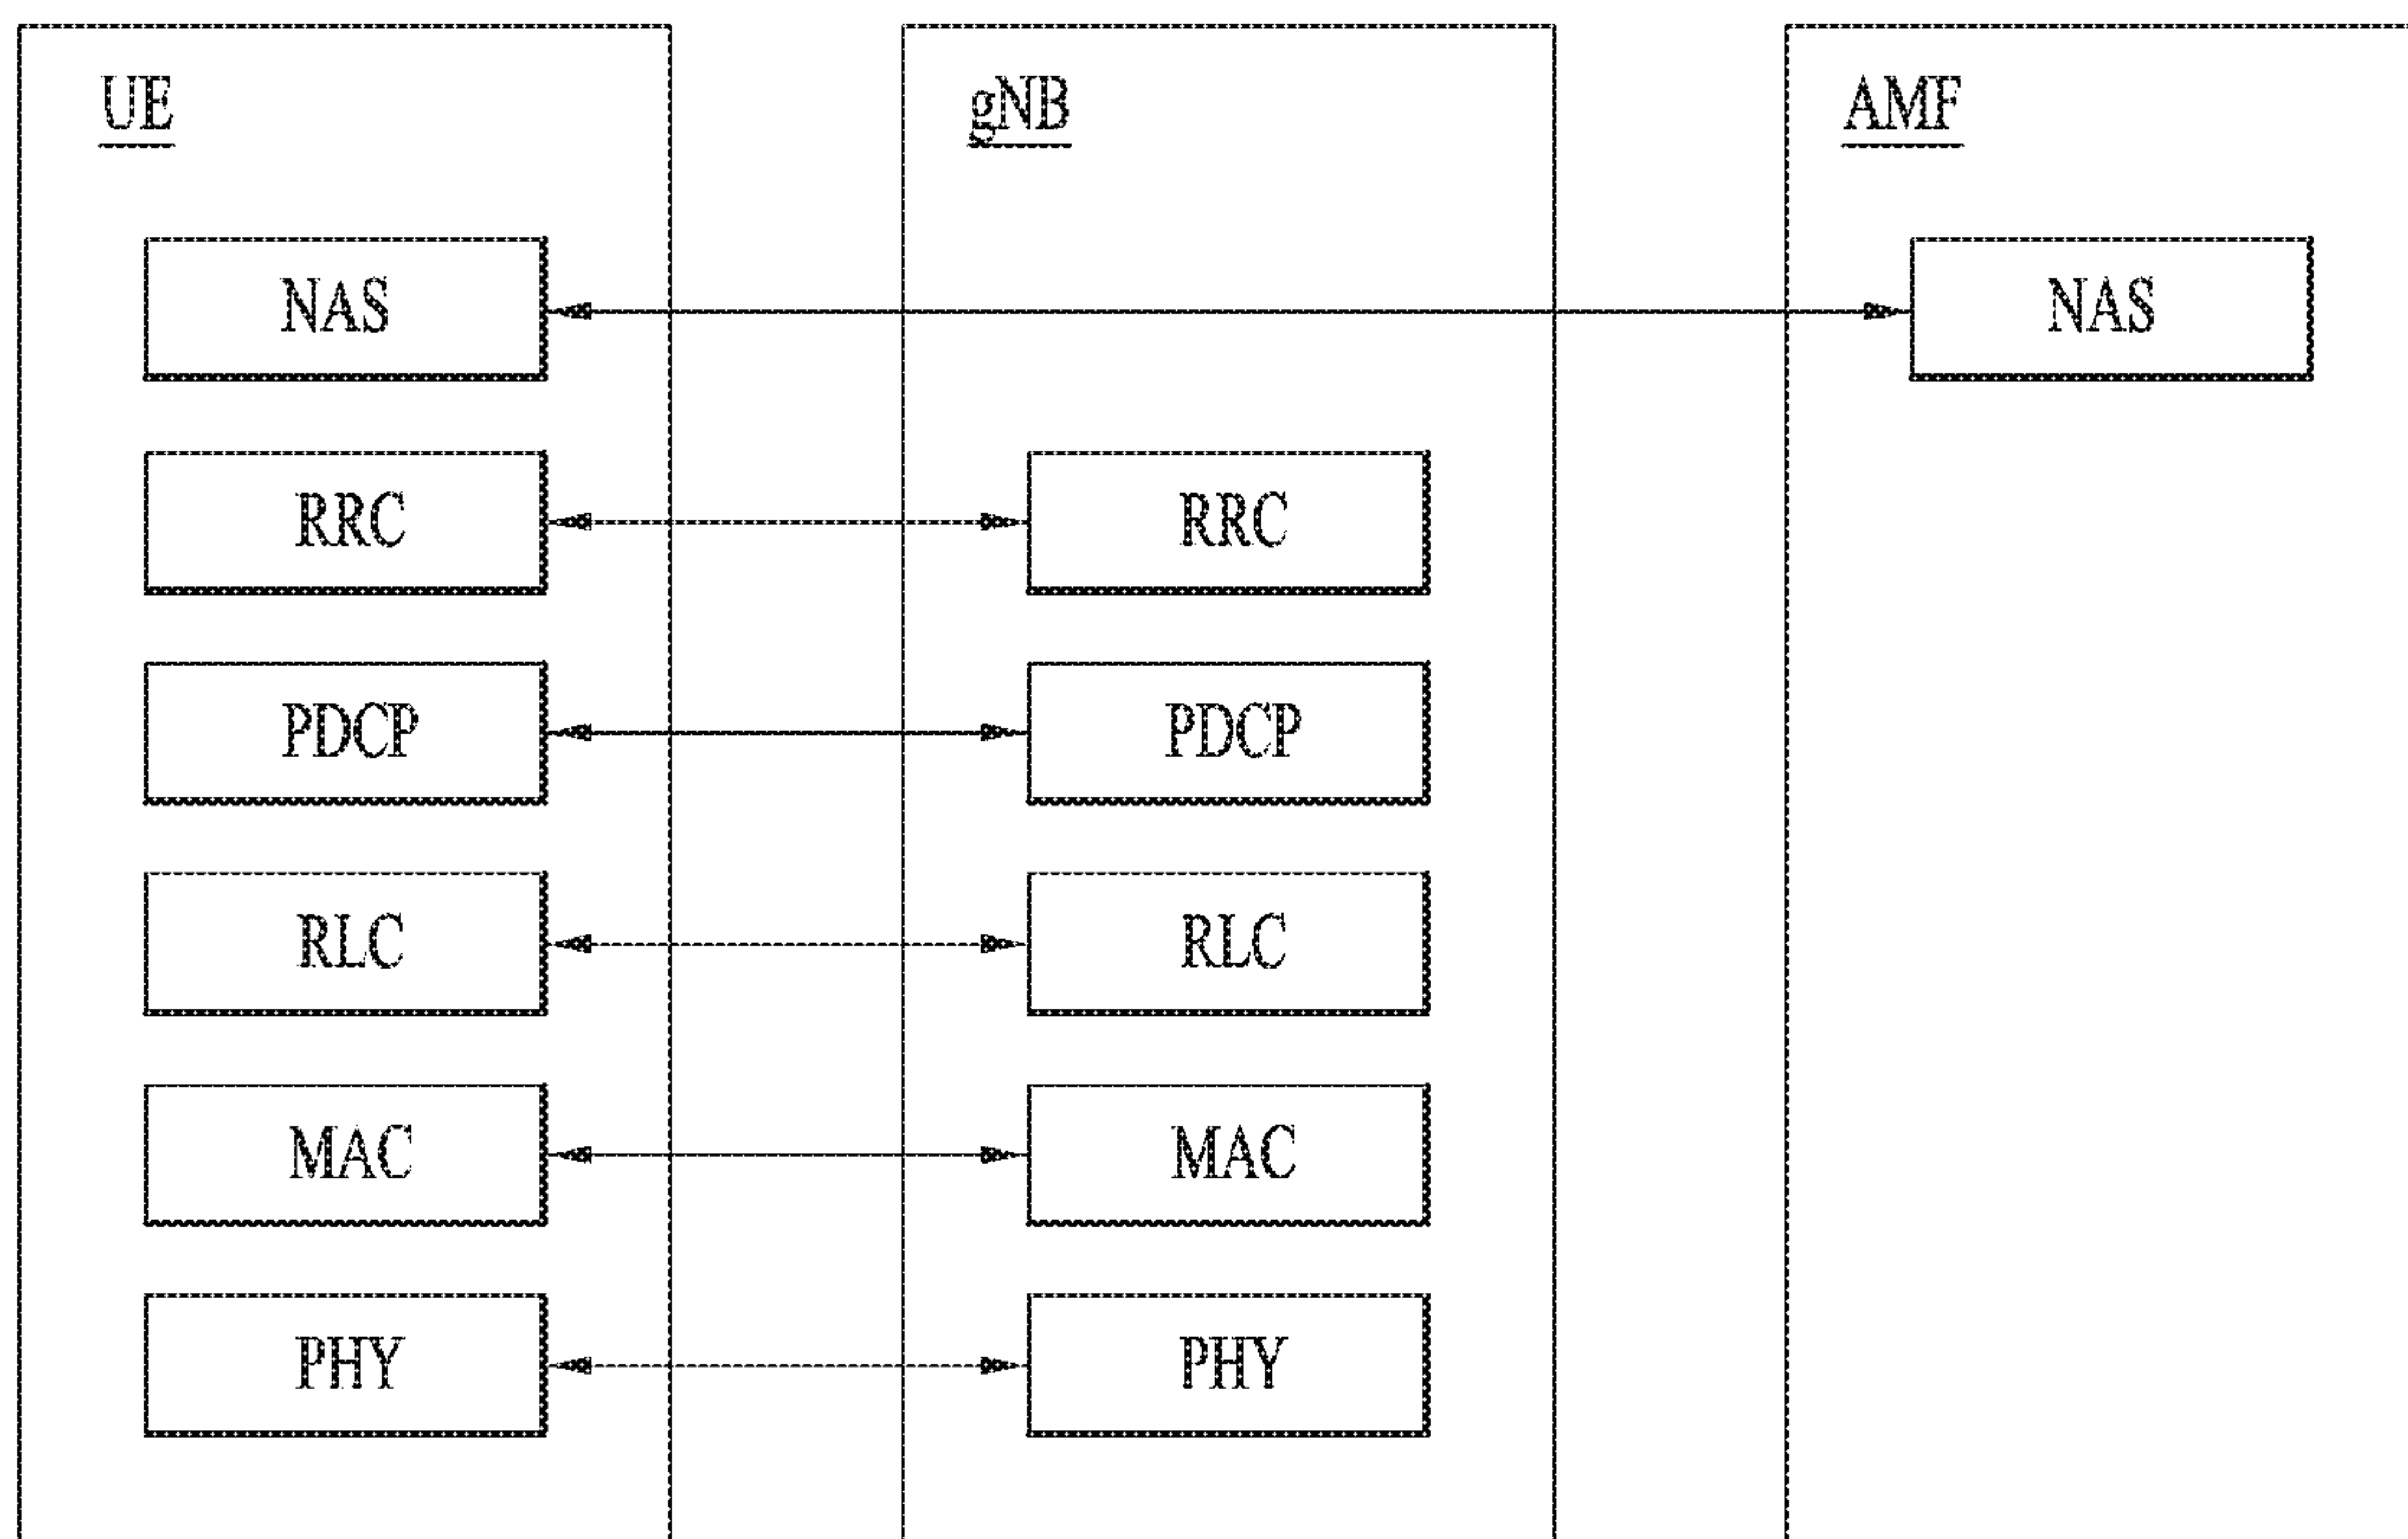 UE
gNB
AMF
NAS
NAS
RRC
RRC
PDCP
PDCP
RLC
RLC
MAC
MAC
PHY
PHY